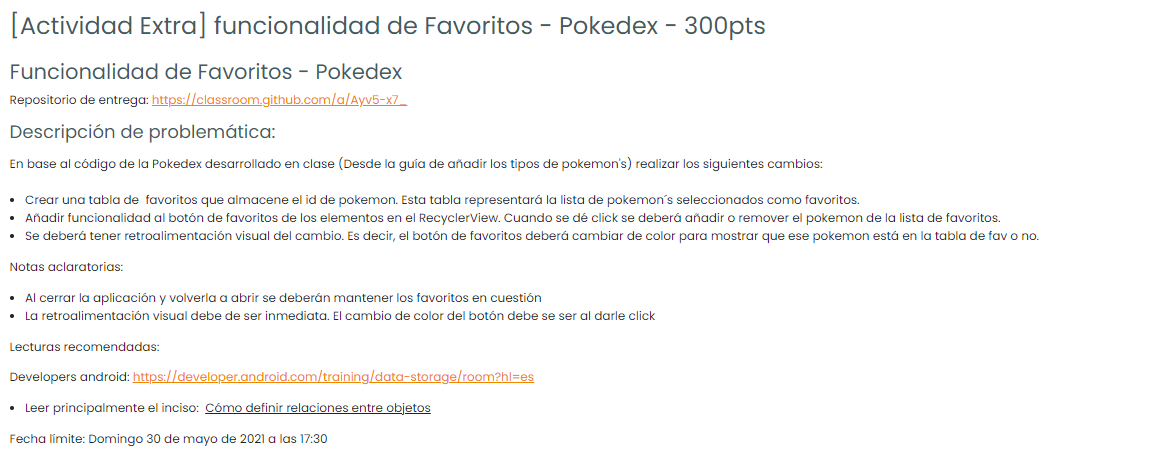 [Actividad Extra] funcionalidad de Favoritos - Pokedex - 300pts
Funcionalidad de Favoritos - Pokedex
Repositorio de entrega: https://classroom.github.com/a/Ayv5-x7_
Descripción de problemática:
En base al código de la Pokedex desarrollado en clase (Desde la guía de añadir los tipos de pokemon's) realizar los siguientes cambios:
• Crear una tabla de favoritos que almacene el id de pokemon. Esta tabla representará la lista de pokemon´s seleccionados como favoritos.
• Añadir funcionalidad al botón de favoritos de los elementos en el RecyclerView. Cuando se dé click se deberá añadir o remover el pokemon de la lista de favoritos.
• Se deberá tener retroalimentación visual del cambio. Es decir, el botón de favoritos deberá cambiar de color para mostrar que ese pokemon está en la tabla de fav o no.
Notas aclaratorias:
• Al cerrar la aplicación y volverla a abrir se deberán mantener los favoritos en cuestión
• La retroalimentación visual debe de ser inmediata. El cambio de color del botón debe se ser al darle click
Lecturas recomendadas:
Developers android: https://developer.android.com/training/data-storage/room?hl=es
• Leer principalmente el inciso: Cómo definir relaciones entre objetos
Fecha límite: Domingo 30 de mayo de 2021 a las 17:30